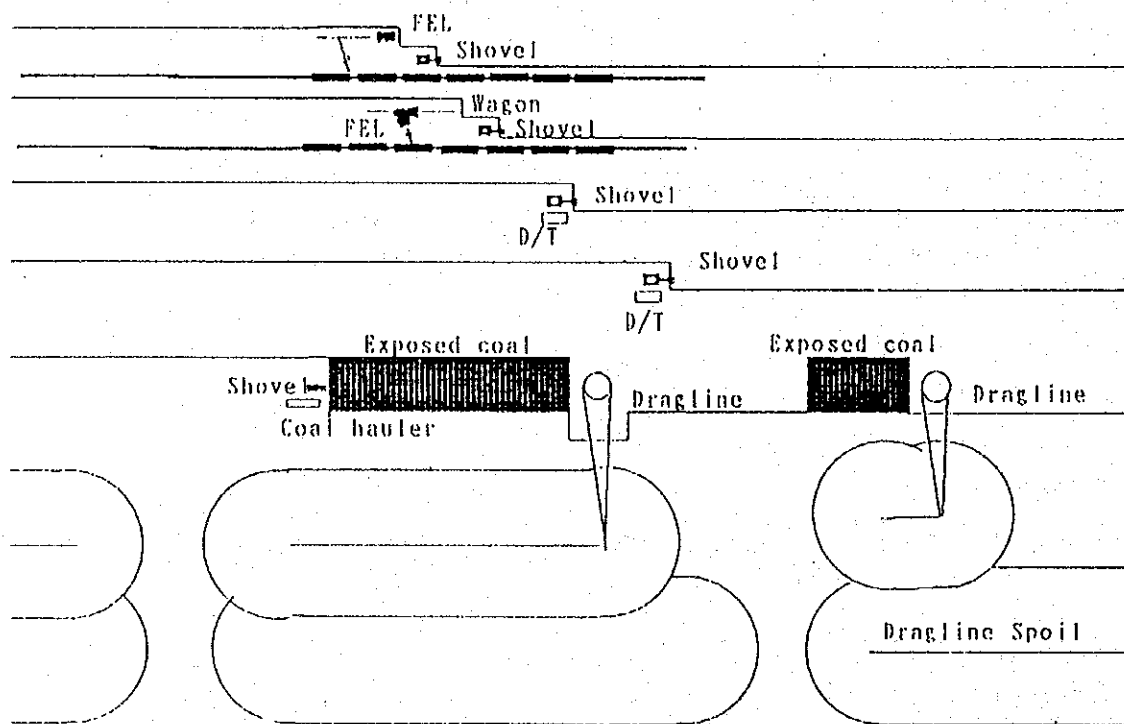 FEL
Shovel
Wagon
FEL
Shovel
Shovel
D/T
Shovel
D/T
Exposed coal
Exposed coal
Shovel
Dragline
Dragline
Coal hauler
Dragline Spoil